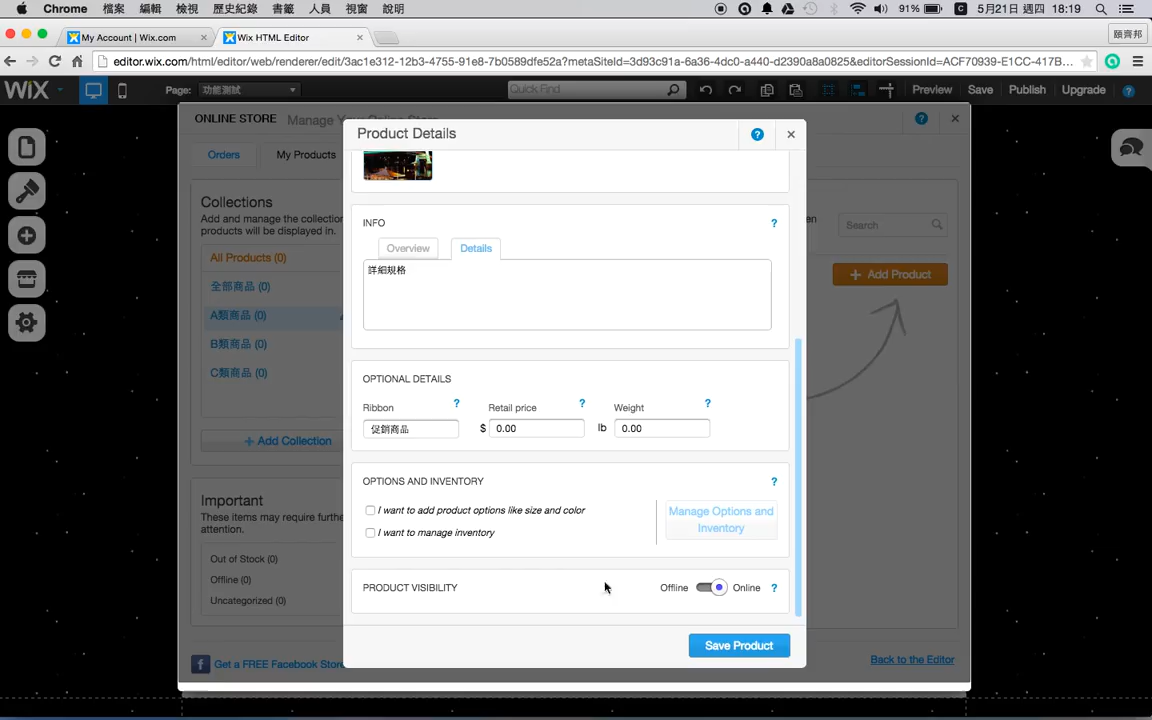 Chrome 檔案 編輯 檢視 歷史紀錄 書籤 人員 視窗 說明 91% 5月21日 週四 18:19
My Account | Wix.com
Wix HTML Editor
顧齊邦
editor.wix.com/html/editor/web/renderer/edit/3ac1e312-12b3-4755-91e8-7b0589dfe52a?metaSiteId=3d93c91a-6a36-4dc0-a440-d2390a8a0825&editorSessionId=ACF70939-E1CC-417B...
WiX Page: 功能測試 Quick Find Preview Save Publish Upgrade ?
ONLINE STORE Manage Your Online Store
Product Details
Orders
My Products
Collections
Add and manage the collection
products will be displayed in.
Search
All Products (0)
Add Product
全部商品 (0)
A類商品 (0)
B類商品 (0)
C類商品 (0)
+ Add Collection
Important
These items may require furthe
attention.
Out of Stock (0)
Offline (0)
Uncategorized (0)
Get a FREE Facebook Store
Back to the Editor
INFO ?
Overview Details
詳細規格
OPTIONAL DETAILS
Ribbon ? Retail price ? Weight ?
促銷商品 $ 0.00 lb 0.00
OPTIONS AND INVENTORY ?
I want to add product options like size and color
I want to manage inventory
Manage Options and
Inventory
PRODUCT VISIBILITY Offline Online ?
Save Product